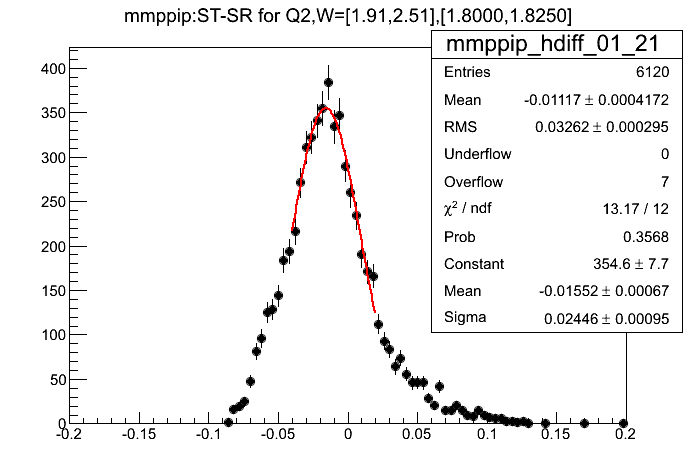 mmppip:ST-SR for Q2,W=[1.91,2.51],[1.8000,1.8250]
mmppip_hdiff_01_21
Entries 6120
Mean -0.01117 ± 0.0004172
RMS 0.03262 ± 0.000295
Underflow 0
Overflow 7
χ² / ndf 13.17 / 12
Prob 0.3568
Constant 354.6 ± 7.7
Mean -0.01552 ± 0.00067
Sigma 0.02446 ± 0.00095
400
350
300
250
200
150
100
50
0
-0.2 -0.15 -0.1 -0.05 0 0.05 0.1 0.15 0.2